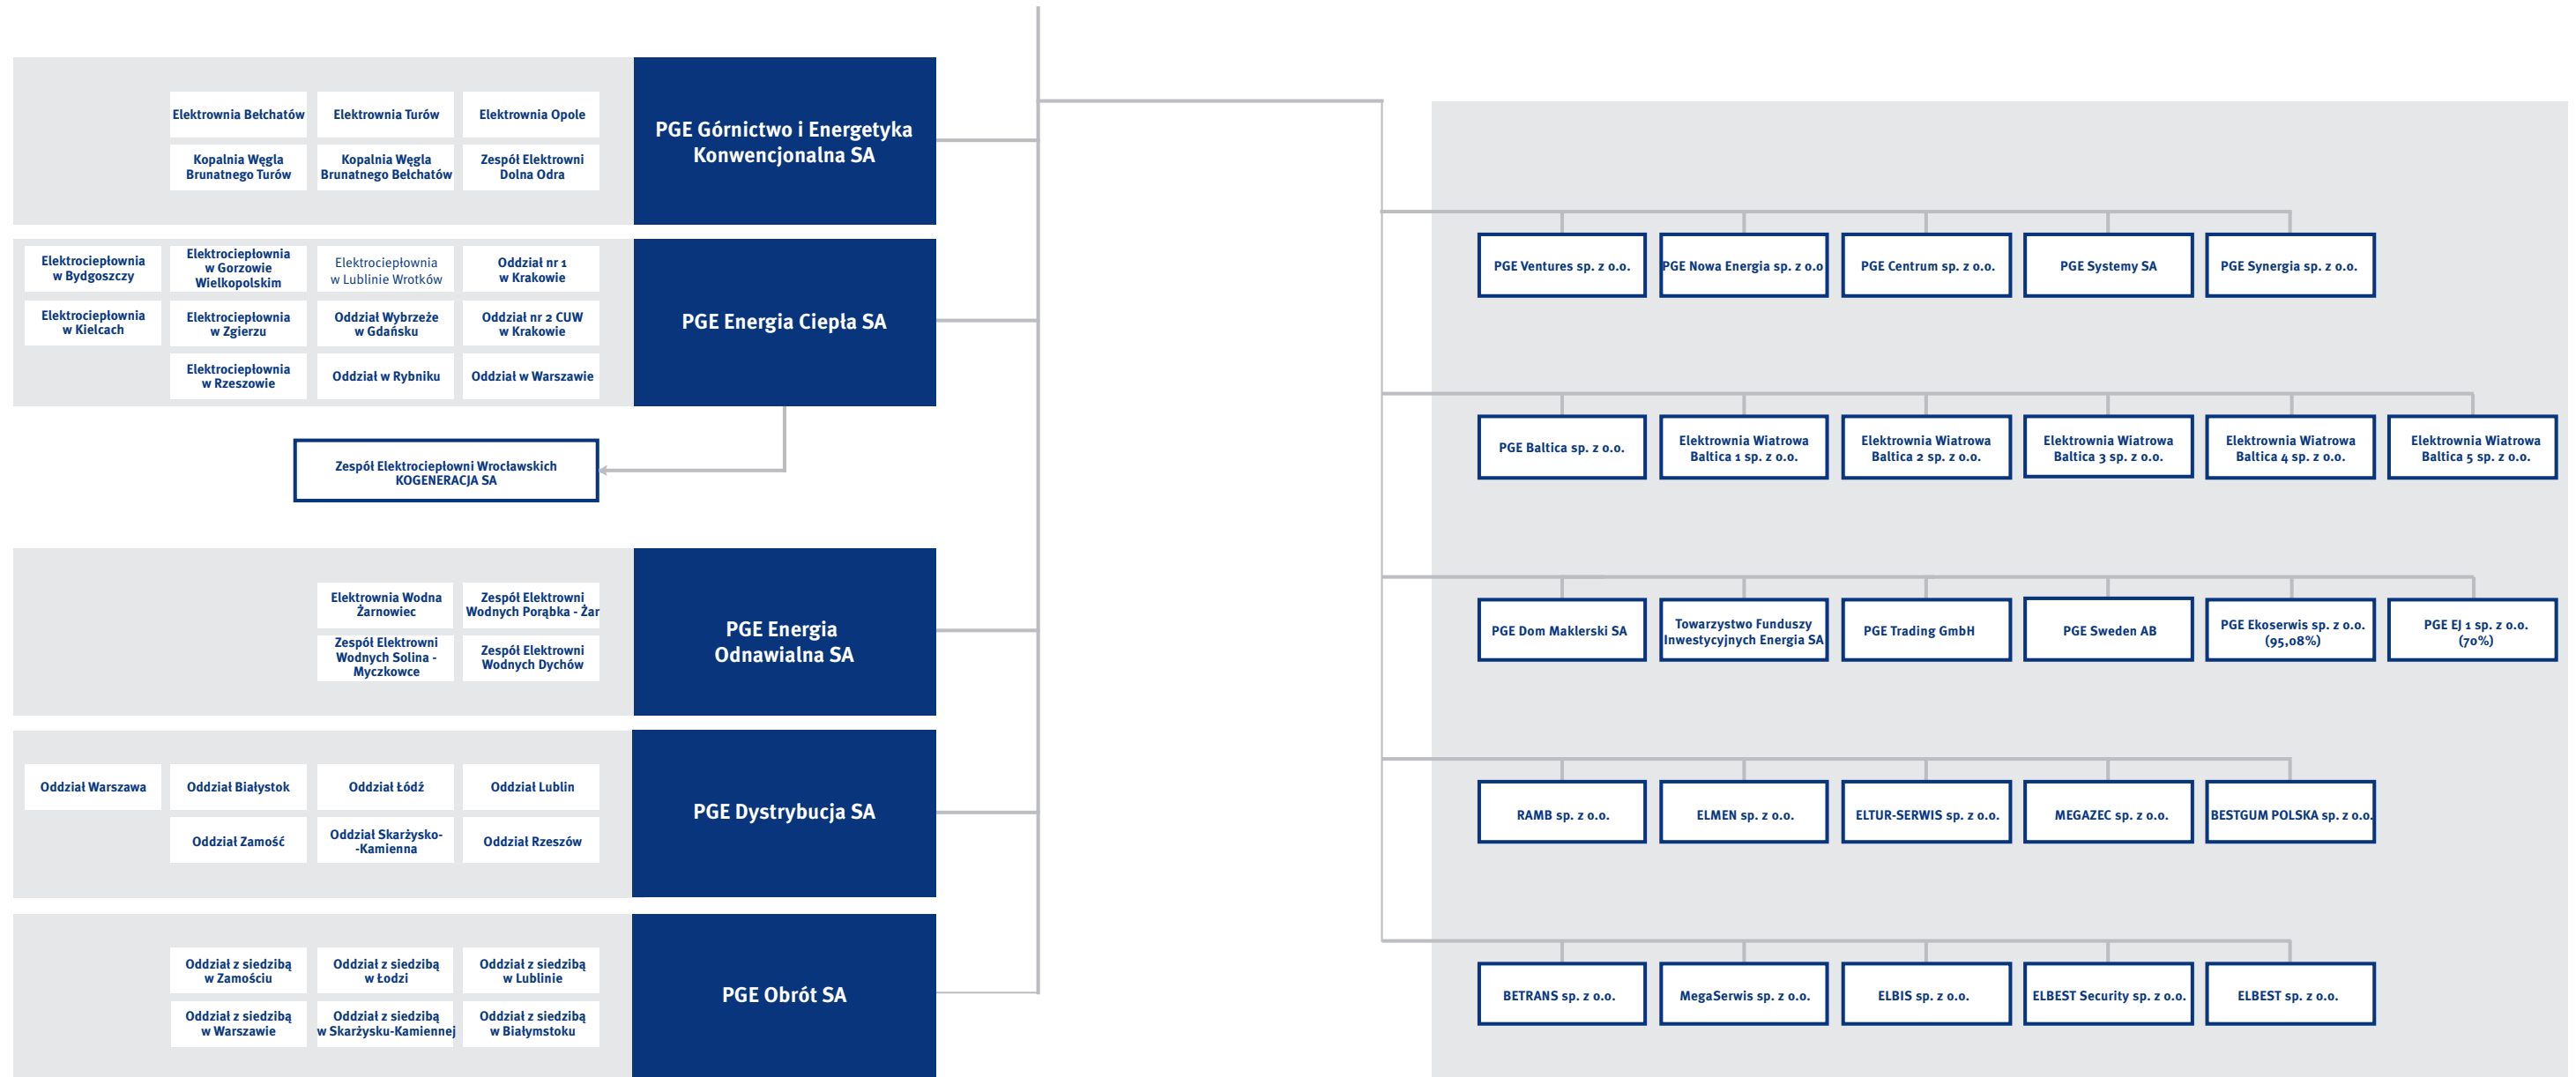 PGE Górnictwo i Energetyka
Konwencjonalna SA
Elektrownia Bełchatów
Elektrownia Turów
Elektrownia Opole
Kopalnia Węgla
Brunatnego Turów
Kopalnia Węgla
Brunatnego Bełchatów
Zespół Elektrowni
Dolna Odra
PGE Energia Ciepła SA
Elektrociepłownia
w Bydgoszczy
Elektrociepłownia
w Gorzowie
Wielkopolskim
Elektrociepłownia
w Lublinie Wrotków
Oddział nr 1
w Krakowie
Elektrociepłownia
w Kielcach
Elektrociepłownia
w Zgierzu
Oddział Wybrzeże
w Gdańsku
Oddział nr 2 CUW
w Krakowie
Elektrociepłownia
w Rzeszowie
Oddział w Rybniku
Oddział w Warszawie
Zespół Elektrociepłowni Wrocławskich
KOGENERACJA SA
PGE Energia
Odnawialna SA
Elektrownia Wodna
Żarnowiec
Zespół Elektrowni
Wodnych Porąbka - Żar
Zespół Elektrowni
Wodnych Solina -
Myczkowce
Zespół Elektrowni
Wodnych Dychów
PGE Dystrybucja SA
Oddział Warszawa
Oddział Białystok
Oddział Łódź
Oddział Lublin
Oddział Zamość
Oddział Skarżysko-
-Kamienna
Oddział Rzeszów
PGE Obrót SA
Oddział z siedzibą
w Zamościu
Oddział z siedzibą
w Łodzi
Oddział z siedzibą
w Lublinie
Oddział z siedzibą
w Warszawie
Oddział z siedzibą
w Skarżysku-Kamiennej
Oddział z siedzibą
w Białymstoku
PGE Ventures sp. z o.o.
PGE Nowa Energia sp. z o.o
PGE Centrum sp. z o.o.
PGE Systemy SA
PGE Synergia sp. z o.o.
PGE Baltica sp. z o.o.
Elektrownia Wiatrowa
Baltica 1 sp. z o.o.
Elektrownia Wiatrowa
Baltica 2 sp. z o.o.
Elektrownia Wiatrowa
Baltica 3 sp. z o.o.
Elektrownia Wiatrowa
Baltica 4 sp. z o.o.
Elektrownia Wiatrowa
Baltica 5 sp. z o.o.
PGE Dom Maklerski SA
Towarzystwo Funduszy
Inwestycyjnych Energia SA
PGE Trading GmbH
PGE Sweden AB
PGE Ekoserwis sp. z o.o.
(95,08%)
PGE EJ 1 sp. z o.o.
(70%)
RAMB sp. z o.o.
ELMEN sp. z o.o.
ELTUR-SERWIS sp. z o.o.
MEGAZEC sp. z o.o.
BESTGUM POLSKA sp. z o.o.
BETRANS sp. z o.o.
MegaSerwis sp. z o.o.
ELBIS sp. z o.o.
ELBEST Security sp. z o.o.
ELBEST sp. z o.o.